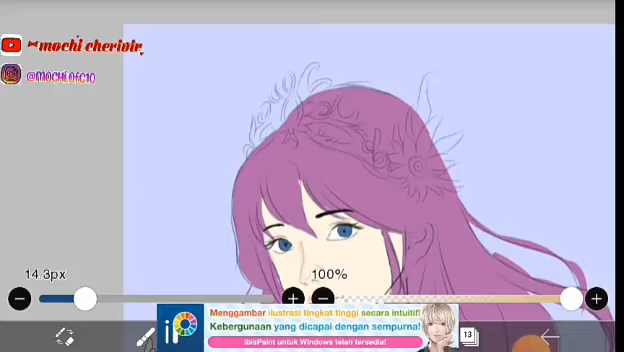 mochi cherivir
@MOCHI.OfC10
14.3px
100%
iP
Menggambar ilustrasi tingkat tinggi secara intuitif!
Kebergunaan yang dicapai dengan sempurna!
ibisPaint untuk Windows telah tersedia!
13